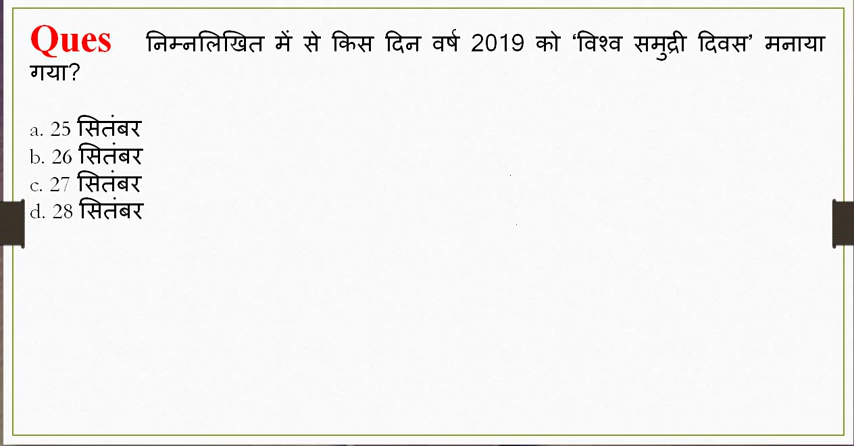 Ques निम्नलिखित में से किस दिन वर्ष 2019 को ‘विश्व समुद्री दिवस’ मनाया
गया?
a. 25 सितंबर
b. 26 सितंबर
c. 27 सितंबर
d. 28 सितंबर